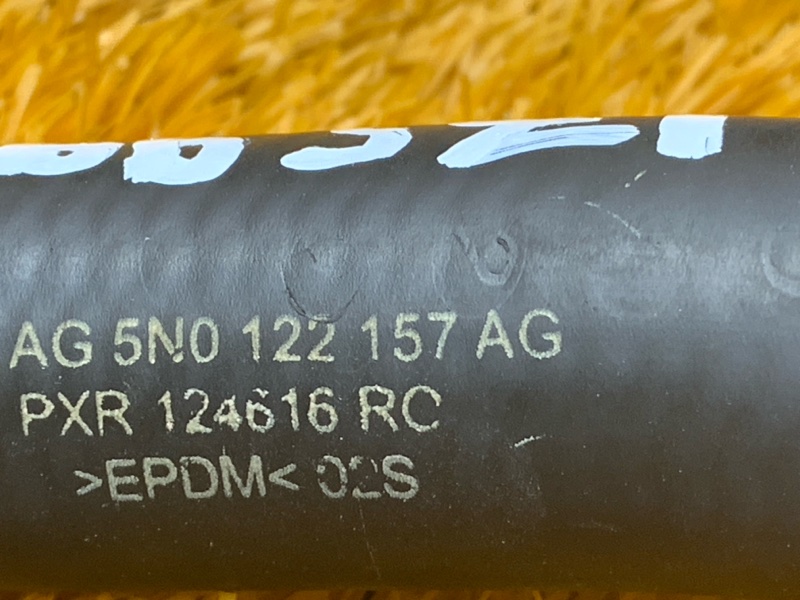 AG 5N0 122 157 AG
PXR 124616 RC
>EPDM< 02S